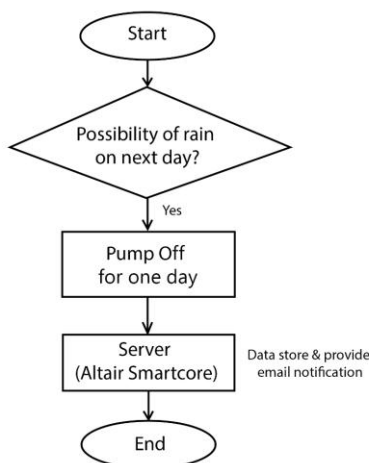 Start
Possibility of rain
on next day?
Yes
Pump Off
for one day
Server
(Altair Smartcore)
Data store & provide
email notification
End